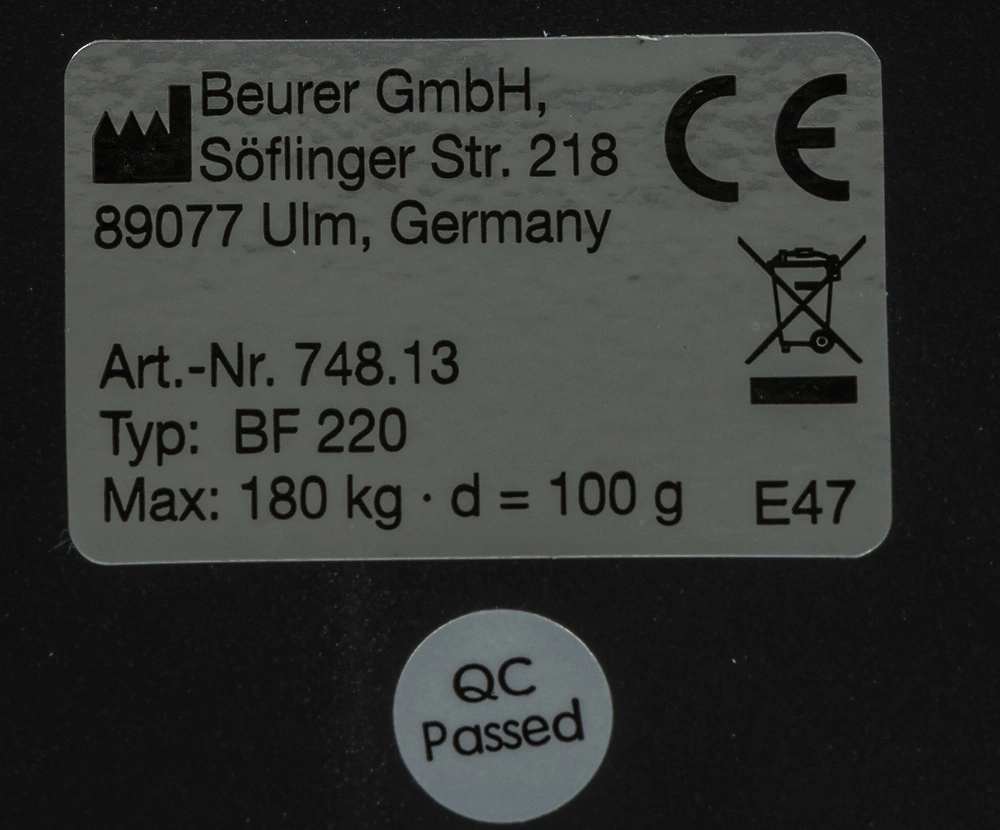 Beurer GmbH,
Söflinger Str. 218
89077 Ulm, Germany
CE
Art.-Nr. 748.13
Typ: BF 220
Max: 180 kg · d = 100 g
E47
QC
Passed